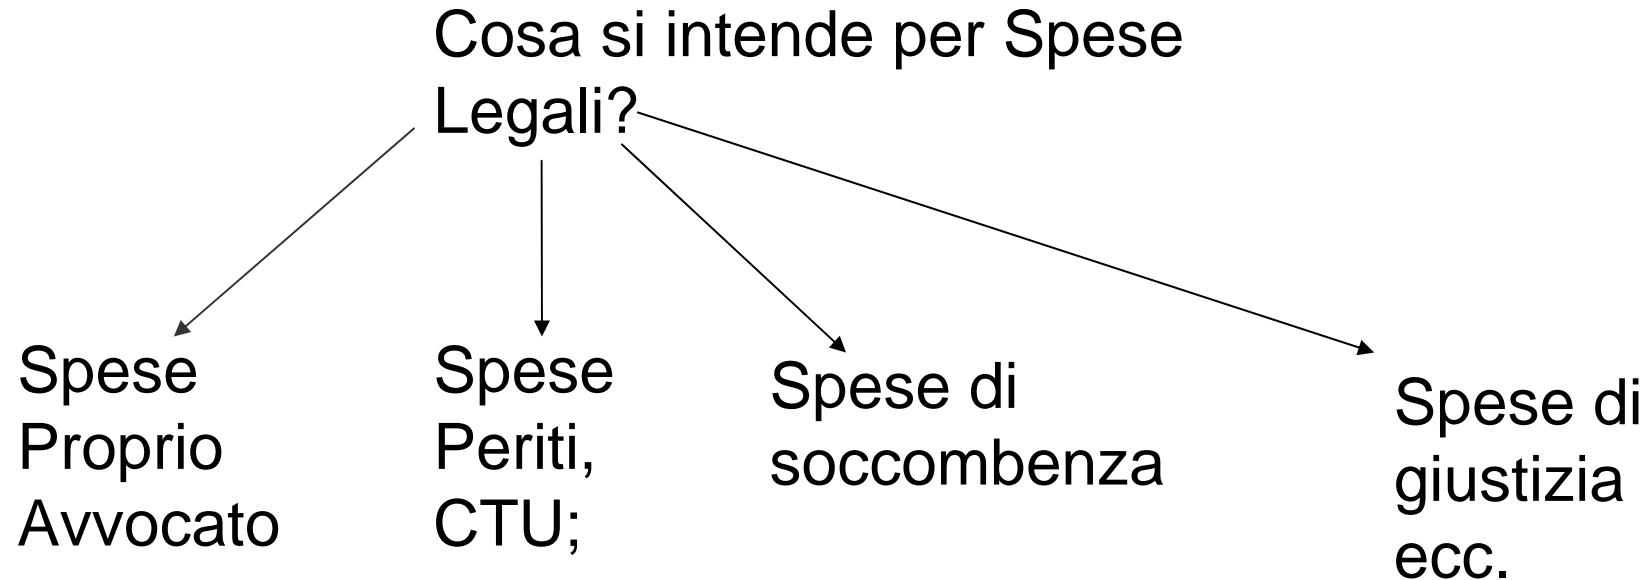 Cosa si intende per Spese
Legali?
Spese
Proprio
Avvocato
Spese
Periti,
CTU;
Spese di
soccombenza
Spese di
giustizia
ecc.